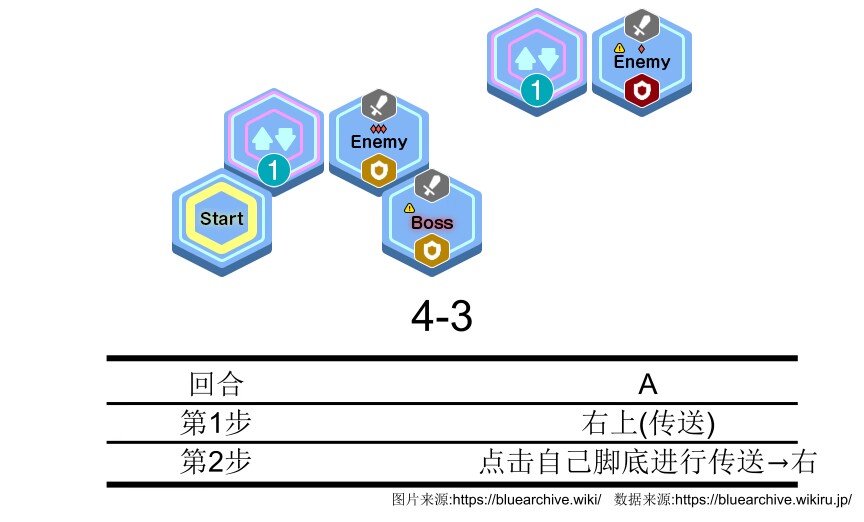 1
Enemy
1
Enemy
Start
Boss
4-3
回合 A
第1步 右上(传送)
第2步 点击自己脚底进行传送→右
图片来源:https://bluearchive.wiki/ 数据来源:https://bluearchive.wikiru.jp/